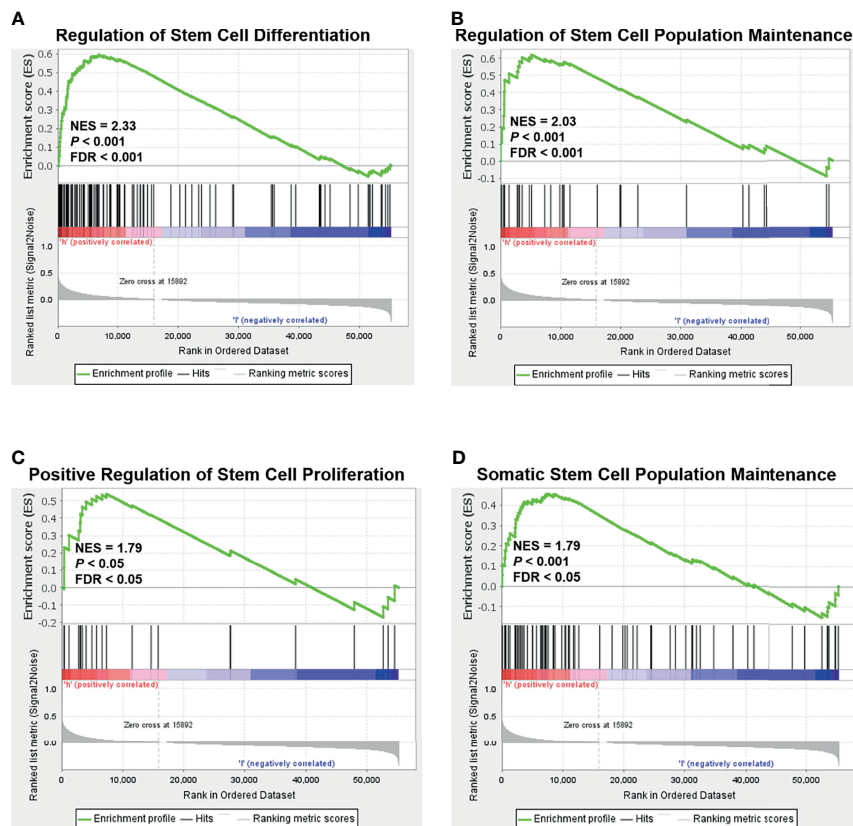 A
Regulation of Stem Cell Differentiation
Enrichment score (ES)
0.6
0.5
0.4
0.3
0.2
0.1
0.0
NES = 2.33
P < 0.001
FDR < 0.001
'h' (positively correlated)
Ranked list metric (Signal2Noise)
1.0
0.5
0.0
Zero cross at 15892
'l' (negatively correlated)
0 10,000 20,000 30,000 40,000 50,000
Rank in Ordered Dataset
Enrichment profile Hits Ranking metric scores
B
Regulation of Stem Cell Population Maintenance
Enrichment score (ES)
0.6
0.5
0.4
0.3
0.2
0.1
0.0
-0.1
NES = 2.03
P < 0.001
FDR < 0.001
'h' (positively correlated)
Ranked list metric (Signal2Noise)
1.0
0.5
0.0
Zero cross at 15892
'l' (negatively correlated)
0 10,000 20,000 30,000 40,000 50,000
Rank in Ordered Dataset
Enrichment profile Hits Ranking metric scores
C
Positive Regulation of Stem Cell Proliferation
Enrichment score (ES)
0.5
0.4
0.3
0.2
0.1
0.0
-0.1
-0.2
NES = 1.79
P < 0.05
FDR < 0.05
'h' (positively correlated)
Ranked list metric (Signal2Noise)
1.0
0.5
0.0
Zero cross at 15892
'l' (negatively correlated)
0 10,000 20,000 30,000 40,000 50,000
Rank in Ordered Dataset
Enrichment profile Hits Ranking metric scores
D
Somatic Stem Cell Population Maintenance
Enrichment score (ES)
0.4
0.3
0.2
0.1
0.0
-0.1
NES = 1.79
P < 0.001
FDR < 0.05
'h' (positively correlated)
Ranked list metric (Signal2Noise)
1.0
0.5
0.0
Zero cross at 15892
'l' (negatively correlated)
0 10,000 20,000 30,000 40,000 50,000
Rank in Ordered Dataset
Enrichment profile Hits Ranking metric scores